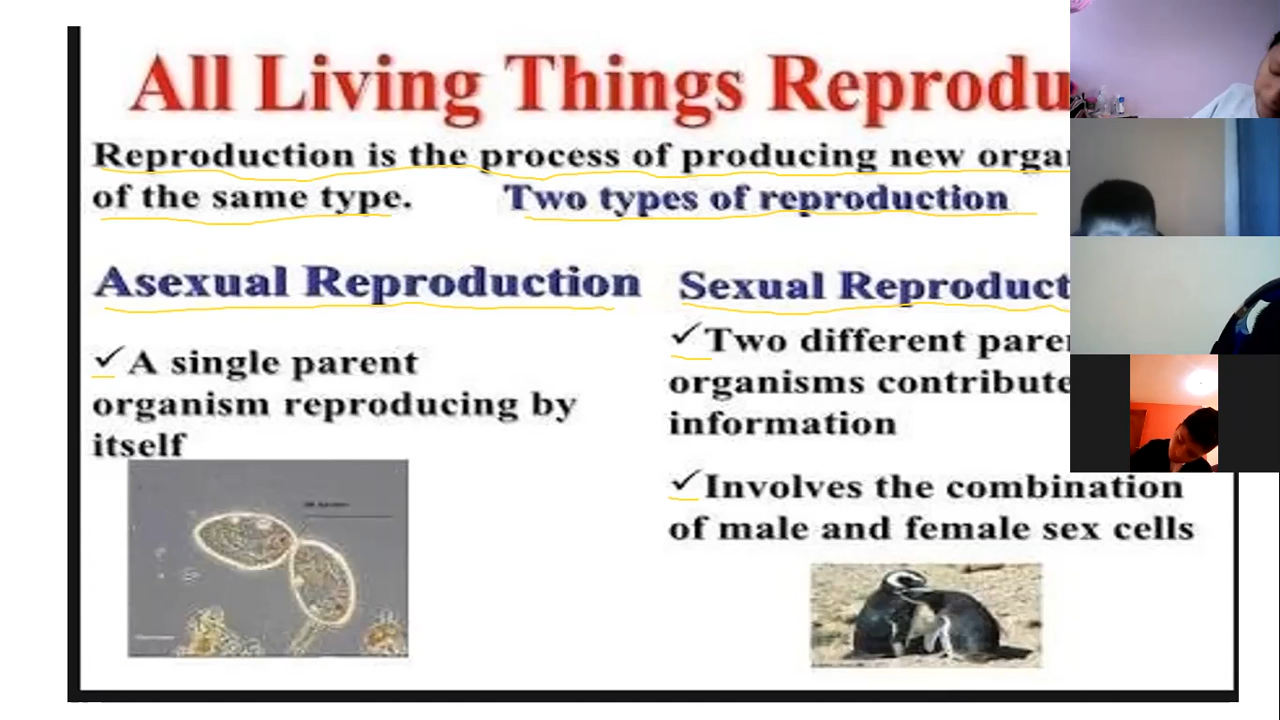 All Living Things Reprodu
Reproduction is the process of producing new orga
of the same type. Two types of reproduction
Asexual Reproduction
✓A single parent
organism reproducing by
itself
Sexual Reproduct
✓Two different pare
organisms contribute
information
✓Involves the combination
of male and female sex cells